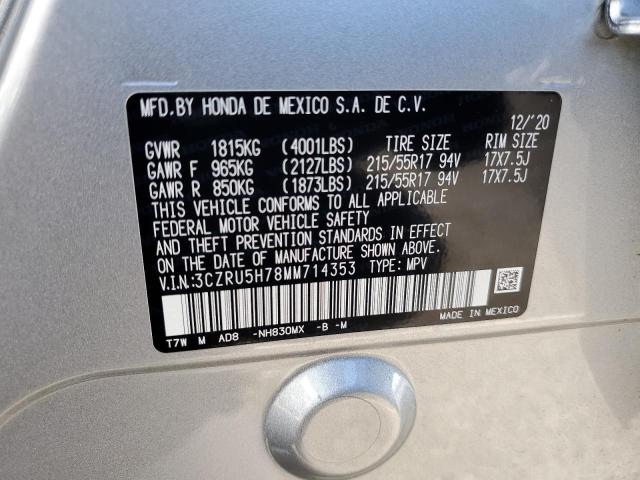 MFD. BY HONDA DE MEXICO S.A. DE C.V.
12/'20
GVWR 1815KG (4001LBS) TIRE SIZE RIM SIZE
GAWR F 965KG (2127LBS) 215/55R17 94V 17X7.5J
GAWR R 850KG (1873LBS) 215/55R17 94V 17X7.5J
THIS VEHICLE CONFORMS TO ALL APPLICABLE
FEDERAL MOTOR VEHICLE SAFETY
AND THEFT PREVENTION STANDARDS IN EFFECT
ON THE DATE OF MANUFACTURE SHOWN ABOVE.
V.I.N.:3CZRU5H78MM714353 TYPE: MPV
T7W M AD8 -NH830MX -B -M
MADE IN MEXICO